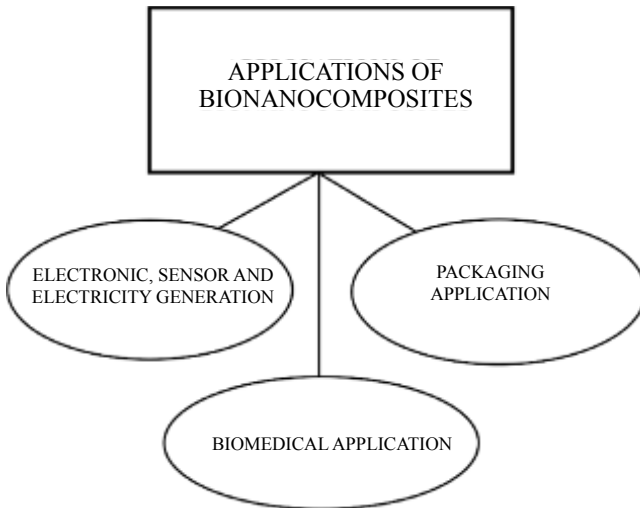 APPLICATIONS OF
BIONANOCOMPOSITES
ELECTRONIC, SENSOR AND
ELECTRICITY GENERATION
PACKAGING
APPLICATION
BIOMEDICAL APPLICATION